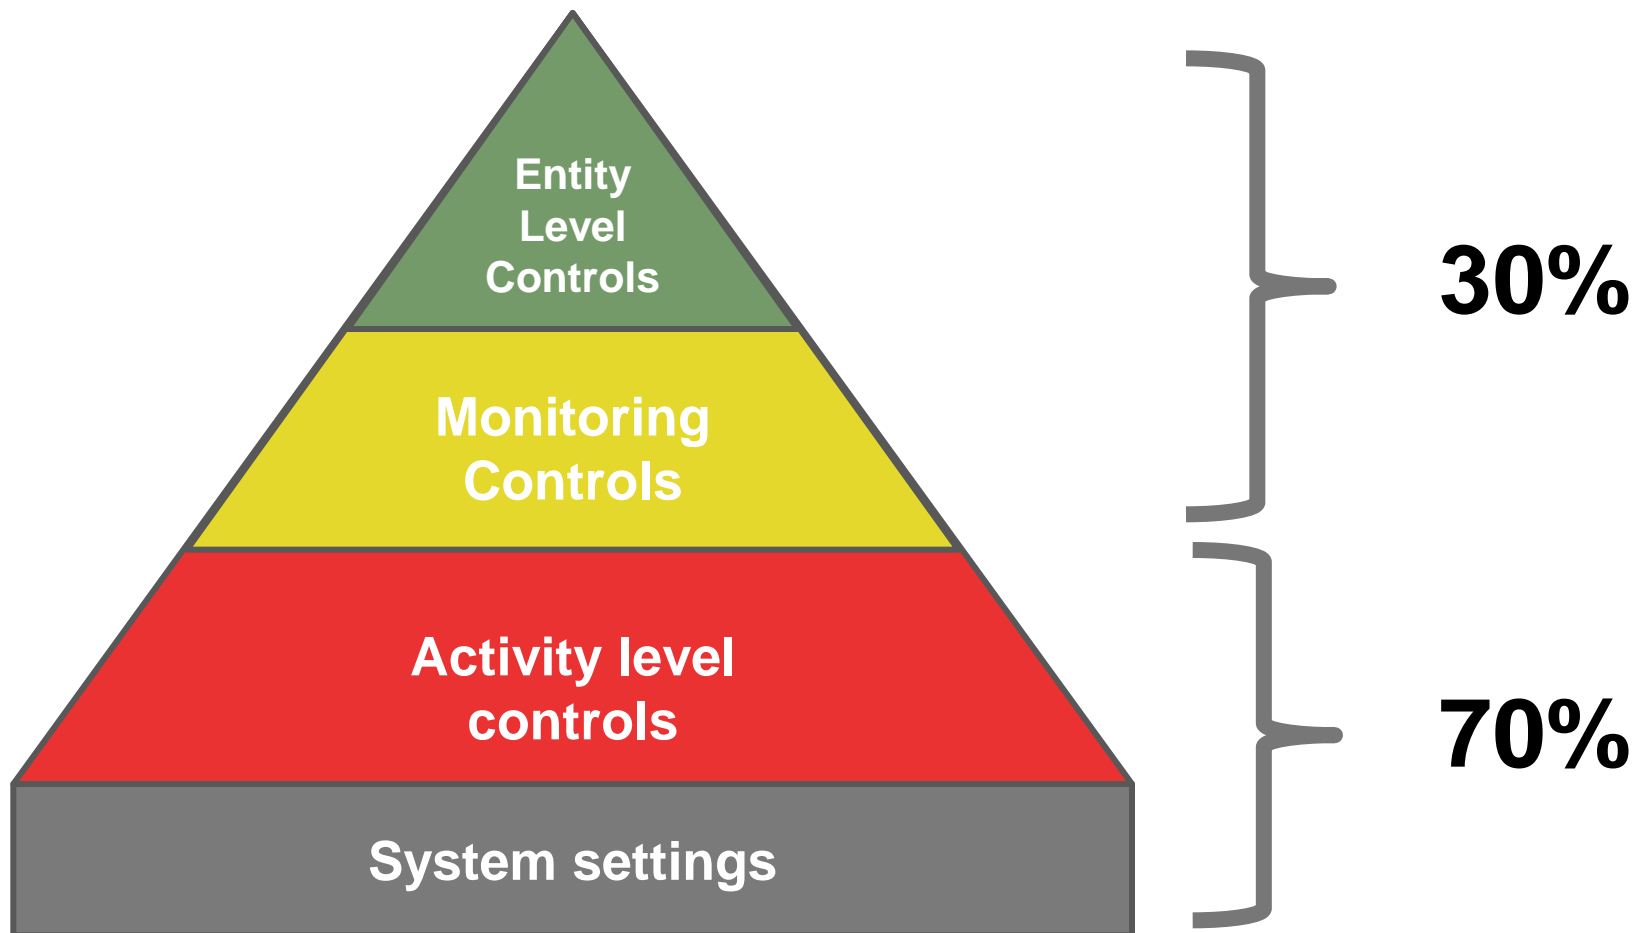 Entity
Level
Controls
30%
Monitoring
Controls
Activity level
controls
70%
System settings